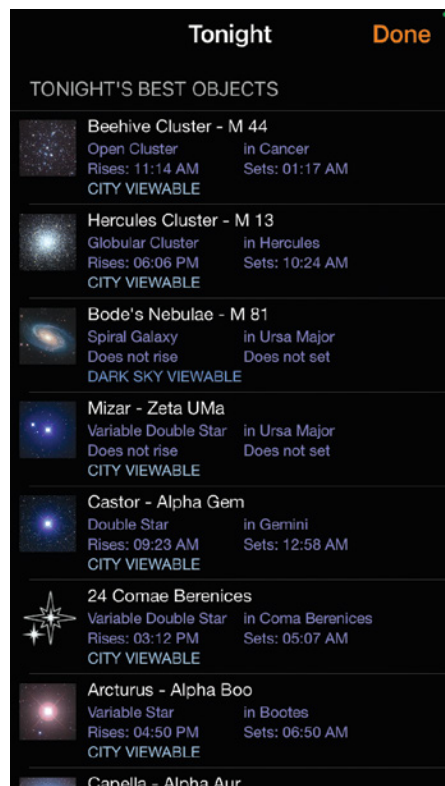 Tonight Done
TONIGHT'S BEST OBJECTS
Beehive Cluster - M 44
Open Cluster in Cancer
Rises: 11:14 AM Sets: 01:17 AM
CITY VIEWABLE
Hercules Cluster - M 13
Globular Cluster in Hercules
Rises: 06:06 PM Sets: 10:24 AM
CITY VIEWABLE
Bode's Nebulae - M 81
Spiral Galaxy in Ursa Major
Does not rise Does not set
DARK SKY VIEWABLE
Mizar - Zeta UMa
Variable Double Star in Ursa Major
Does not rise Does not set
CITY VIEWABLE
Castor - Alpha Gem
Double Star in Gemini
Rises: 09:23 AM Sets: 12:58 AM
CITY VIEWABLE
24 Comae Berenices
Variable Double Star in Coma Berenices
Rises: 03:12 PM Sets: 05:07 AM
CITY VIEWABLE
Arcturus - Alpha Boo
Variable Star in Bootes
Rises: 04:50 PM Sets: 06:50 AM
CITY VIEWABLE
Capella - Alpha Aur